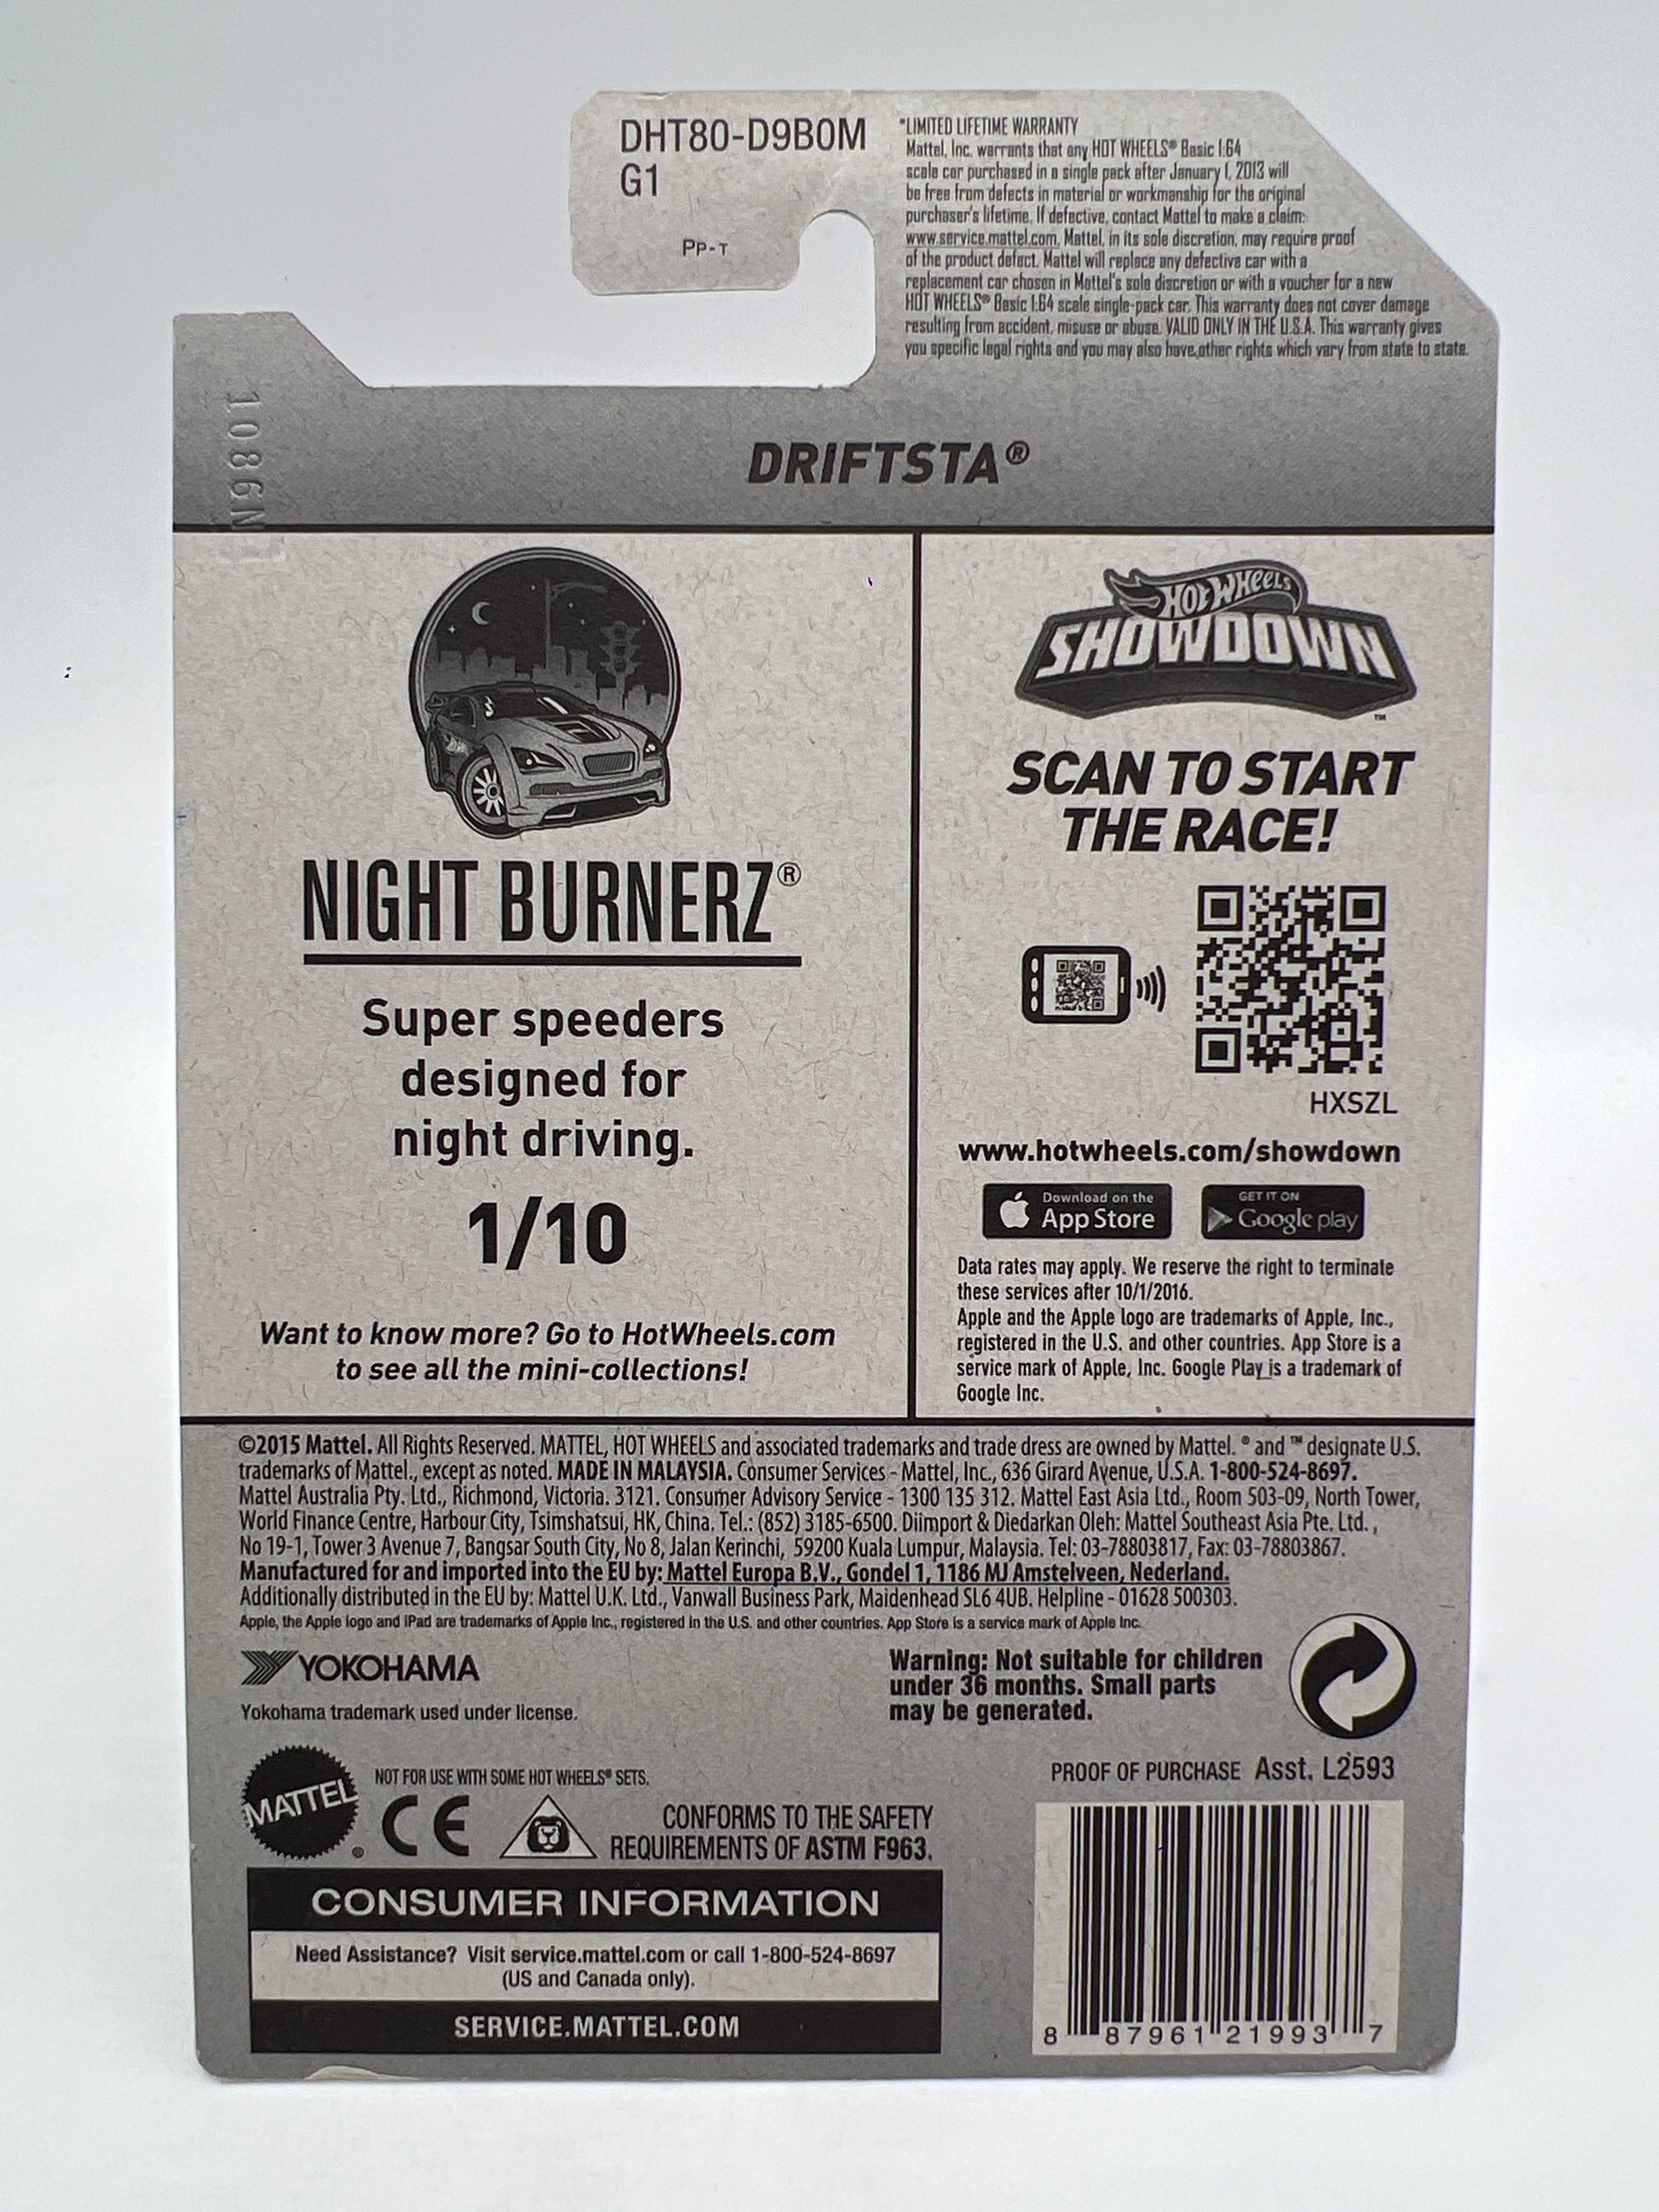 DHT80-D9B0M
G1
PP-T
*LIMITED LIFETIME WARRANTY
Mattel, Inc. warrants that any HOT WHEELS® Basic 1:64
scale car purchased in a single pack after January 1, 2013 will
be free from defects in material or workmanship for the original
purchaser's lifetime. If defective, contact Mattel to make a claim:
www.service.mattel.com. Mattel, in its sole discretion, may require proof
of the product defect. Mattel will replace any defective car with a
replacement car chosen in Mattel's sole discretion or with a voucher for a new
HOT WHEELS® Basic 1:64 scale single-pack car. This warranty does not cover damage
resulting from accident, misuse or abuse. VALID ONLY IN THE U.S.A. This warranty gives
you specific legal rights and you may also have other rights which vary from state to state.
1086N
DRIFTSTA®
NIGHT BURNERZ®
Super speeders
designed for
night driving.
1/10
Want to know more? Go to HotWheels.com
to see all the mini-collections!
HOT WHEELS
SHOWDOWN™
SCAN TO START
THE RACE!
HXSZL
www.hotwheels.com/showdown
Download on the
App Store
GET IT ON
Google play
Data rates may apply. We reserve the right to terminate
these services after 10/1/2016.
Apple and the Apple logo are trademarks of Apple, Inc.,
registered in the U.S. and other countries. App Store is a
service mark of Apple, Inc. Google Play is a trademark of
Google Inc.
©2015 Mattel. All Rights Reserved. MATTEL, HOT WHEELS and associated trademarks and trade dress are owned by Mattel. ® and ™ designate U.S.
trademarks of Mattel., except as noted. MADE IN MALAYSIA. Consumer Services - Mattel, Inc., 636 Girard Avenue, U.S.A. 1-800-524-8697.
Mattel Australia Pty. Ltd., Richmond, Victoria. 3121. Consumer Advisory Service - 1300 135 312. Mattel East Asia Ltd., Room 503-09, North Tower,
World Finance Centre, Harbour City, Tsimshatsui, HK, China. Tel.: (852) 3185-6500. Diimport & Diedarkan Oleh: Mattel Southeast Asia Pte. Ltd.,
No 19-1, Tower 3 Avenue 7, Bangsar South City, No 8, Jalan Kerinchi, 59200 Kuala Lumpur, Malaysia. Tel: 03-78803817, Fax: 03-78803867.
Manufactured for and imported into the EU by: Mattel Europa B.V., Gondel 1, 1186 MJ Amstelveen, Nederland.
Additionally distributed in the EU by: Mattel U.K. Ltd., Vanwall Business Park, Maidenhead SL6 4UB. Helpline - 01628 500303.
Apple, the Apple logo and iPad are trademarks of Apple Inc., registered in the U.S. and other countries. App Store is a service mark of Apple Inc.
YOKOHAMA
Yokohama trademark used under license.
Warning: Not suitable for children
under 36 months. Small parts
may be generated.
MATTEL®
NOT FOR USE WITH SOME HOT WHEELS® SETS.
CE
CONFORMS TO THE SAFETY
REQUIREMENTS OF ASTM F963.
PROOF OF PURCHASE Asst. L2593
CONSUMER INFORMATION
Need Assistance? Visit service.mattel.com or call 1-800-524-8697
(US and Canada only).
SERVICE.MATTEL.COM
8 87961 21993 7